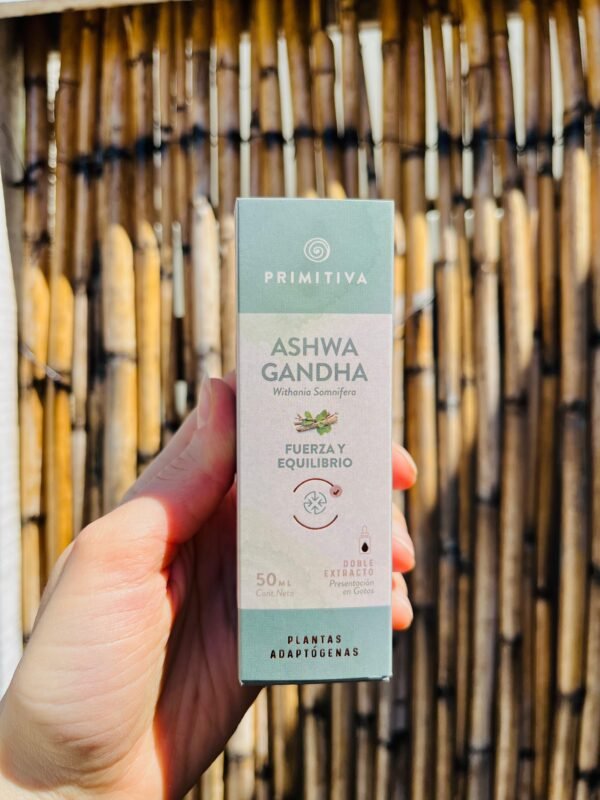 PRIMITIVA
ASHWA
GANDHA
Withania Somnifera
FUERZA Y
EQUILIBRIO
DOBLE
EXTRACTO
Presentación
en Gotas
50 ML
Cont. Neto
PLANTAS
ADAPTÓGENAS